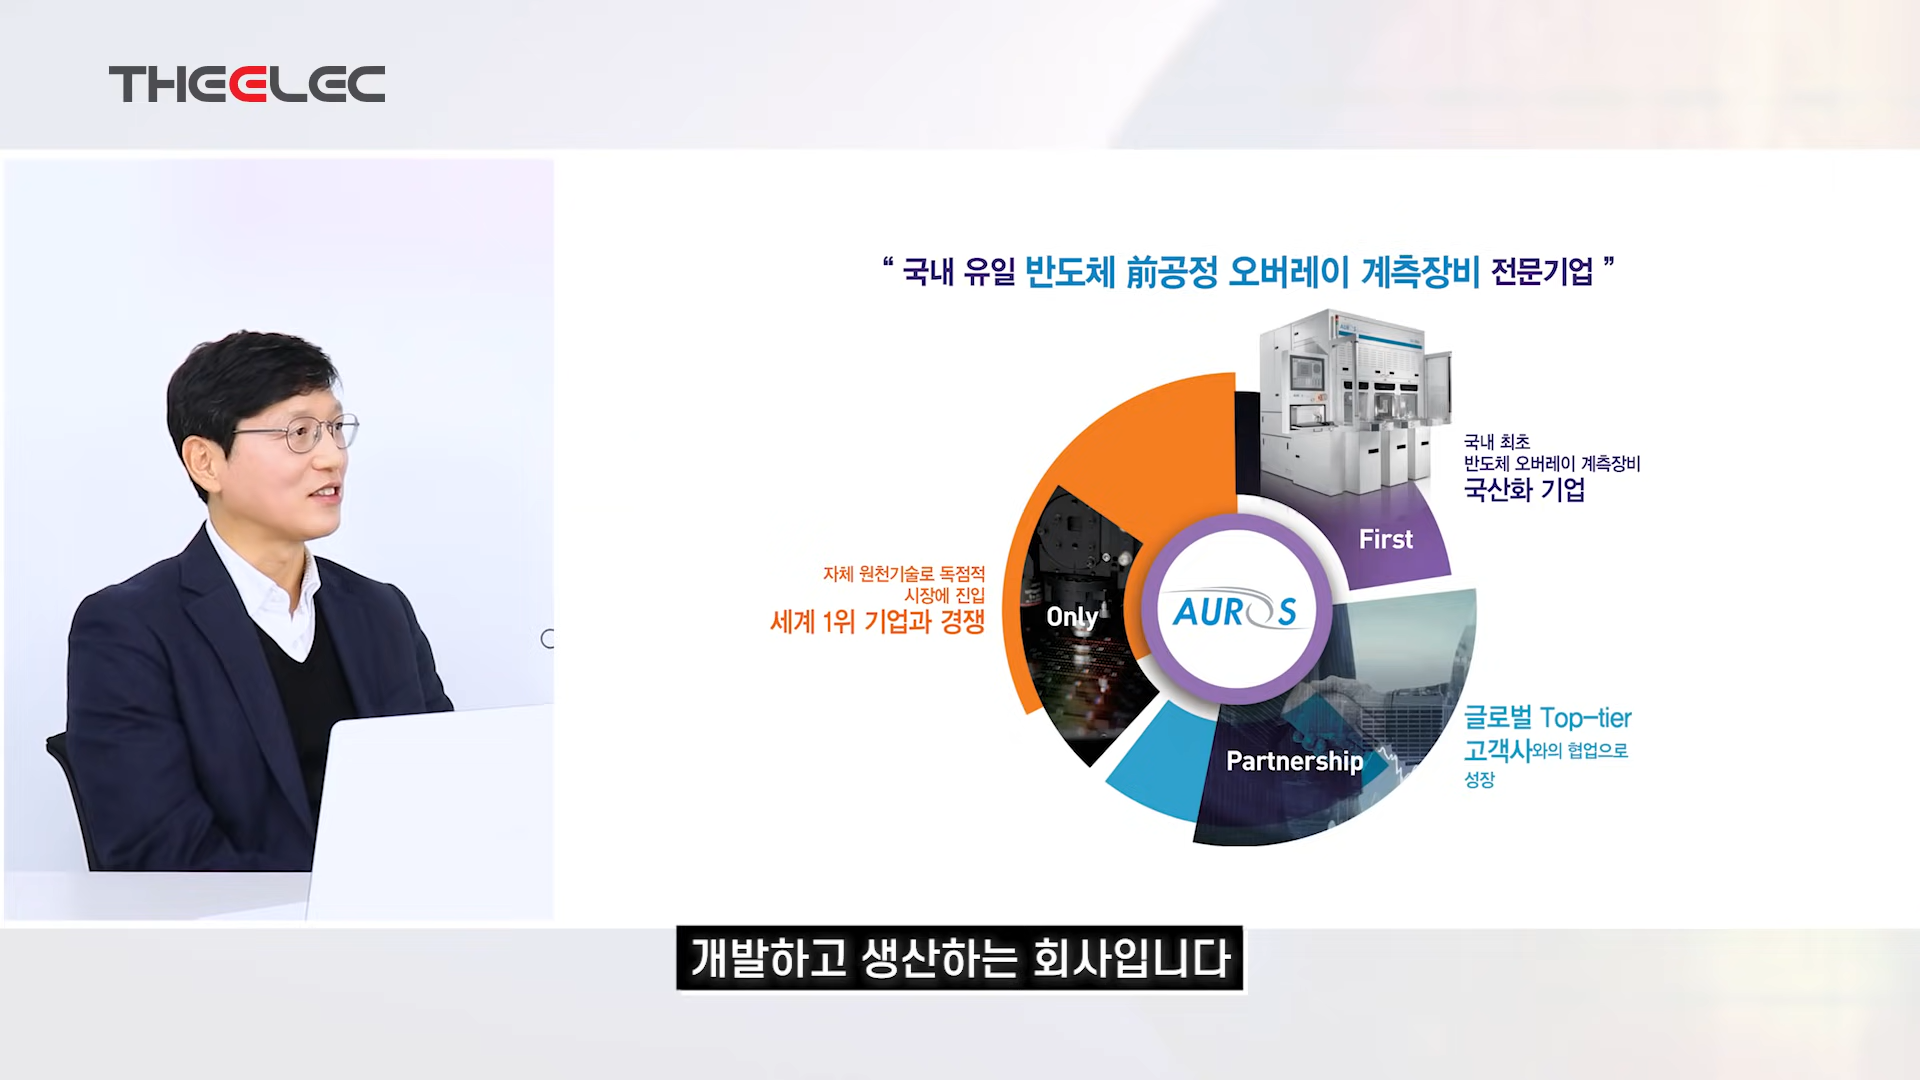 THEELEC
“ 국내 유일 반도체 前공정 오버레이 계측장비 전문기업 ”
국내 최초
반도체 오버레이 계측장비
국산화 기업
First
자체 원천기술로 독점적
시장에 진입
세계 1위 기업과 경쟁
Only
AUROS
글로벌 Top-tier
고객사와의 협업으로
성장
Partnership
개발하고 생산하는 회사입니다